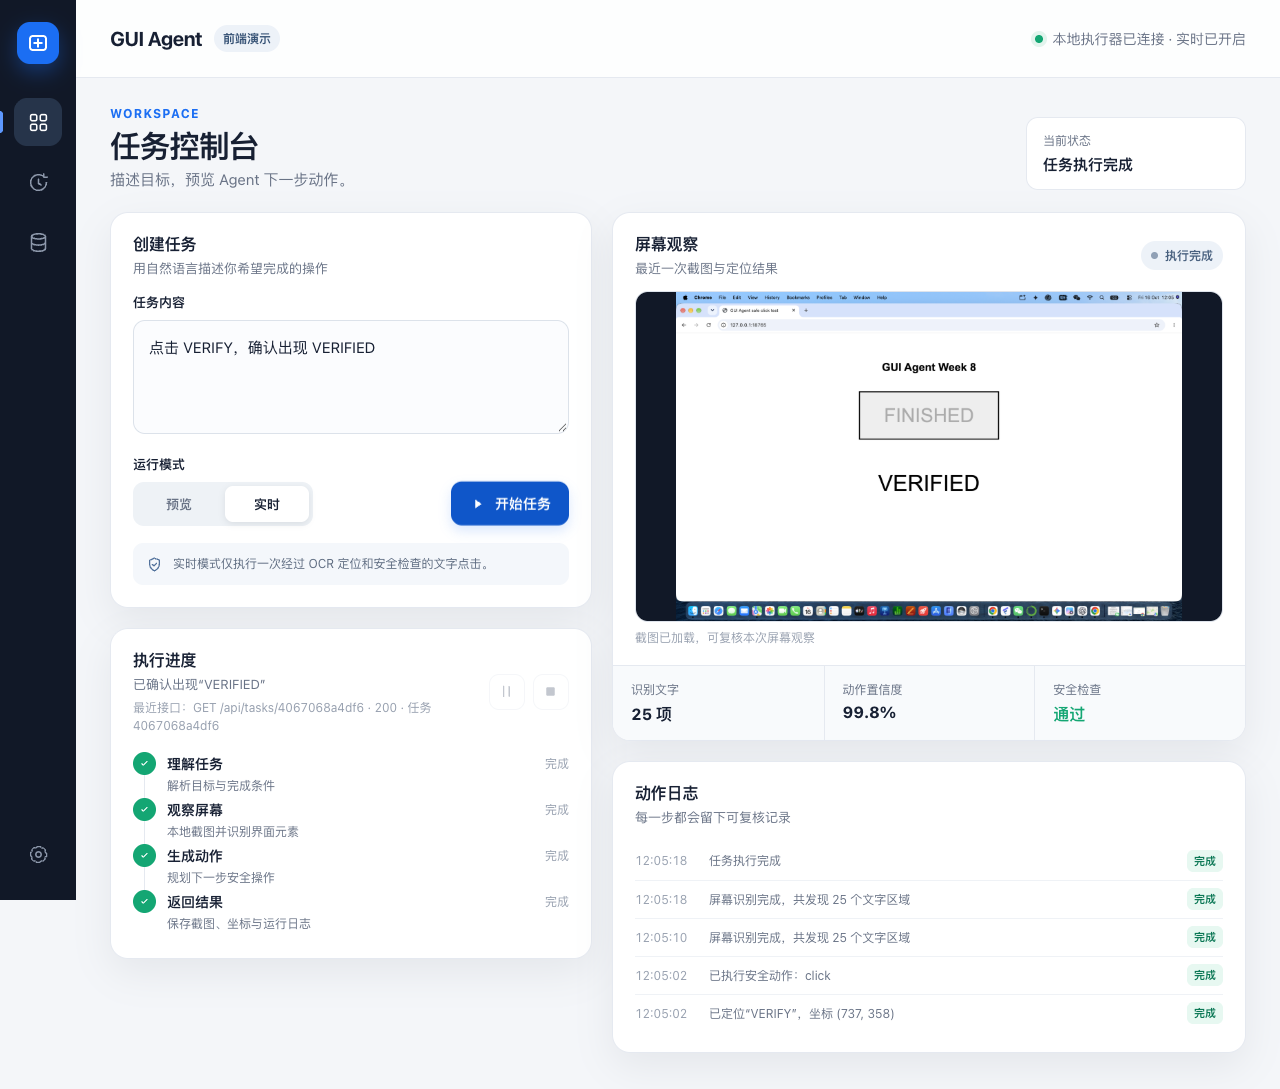 GUI Agent
前端演示
本地执行器已连接 · 实时已开启
WORKSPACE
任务控制台
描述目标，预览 Agent 下一步动作。
当前状态
任务执行完成
创建任务
用自然语言描述你希望完成的操作
任务内容
点击 VERIFY，确认出现 VERIFIED
运行模式
预览
实时
开始任务
实时模式仅执行一次经过 OCR 定位和安全检查的文字点击。
执行进度
已确认出现“VERIFIED”
最近接口：GET /api/tasks/4067068a4df6 · 200 · 任务
4067068a4df6
理解任务
完成
解析目标与完成条件
观察屏幕
完成
本地截图并识别界面元素
生成动作
完成
规划下一步安全操作
返回结果
完成
保存截图、坐标与运行日志
屏幕观察
最近一次截图与定位结果
执行完成
Chrome File Edit View History Bookmarks Profiles Tab Window Help
GUI Agent safe click test
GUI Agent Week 8
FINISHED
VERIFIED
截图已加载，可复核本次屏幕观察
识别文字
25 项
动作置信度
99.8%
安全检查
通过
动作日志
每一步都会留下可复核记录
12:05:18 任务执行完成 完成
12:05:18 屏幕识别完成，共发现 25 个文字区域 完成
12:05:10 屏幕识别完成，共发现 25 个文字区域 完成
12:05:02 已执行安全动作：click 完成
12:05:02 已定位“VERIFY”，坐标 (737, 358) 完成